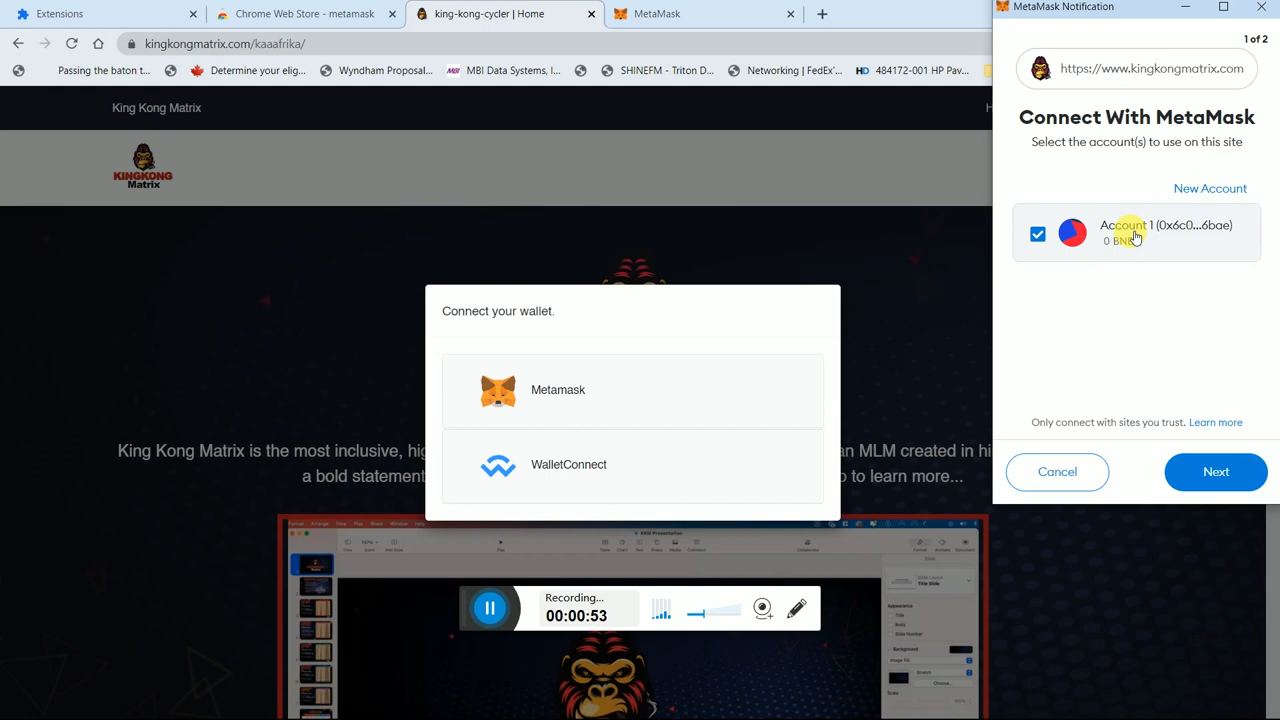 Extensions
Chrome Web Store - metamask
king-kong-cycler | Home
MetaMask
kingkongmatrix.com/kaaafrika/
Passing the baton t...
Determine your elig...
Wyndham Proposal...
MBI Data Systems, I...
SHINEFM - Triton D...
Networking | FedEx'...
484172-001 HP Pav...
King Kong Matrix
KINGKONG
Matrix
King Kong Matrix is the most inclusive, hig
an MLM created in hi
a bold statement
to learn more...
Connect your wallet.
Metamask
WalletConnect
Recording...
00:00:53
MetaMask Notification
1 of 2
https://www.kingkongmatrix.com
Connect With MetaMask
Select the account(s) to use on this site
New Account
Account 1 (0x6c0...6bae)
0 BNB
Only connect with sites you trust. Learn more
Cancel
Next